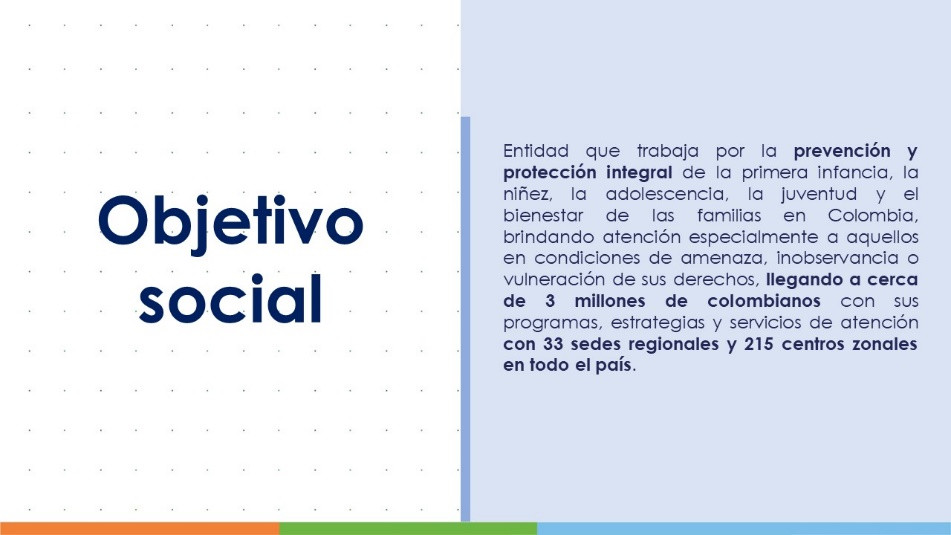 Objetivo
social
Entidad que trabaja por la prevención y
protección integral de la primera infancia, la
niñez, la adolescencia, la juventud y el
bienestar de las familias en Colombia,
brindando atención especialmente a aquellos
en condiciones de amenaza, inobservancia o
vulneración de sus derechos, llegando a cerca
de 3 millones de colombianos con sus
programas, estrategias y servicios de atención
con 33 sedes regionales y 215 centros zonales
en todo el país.